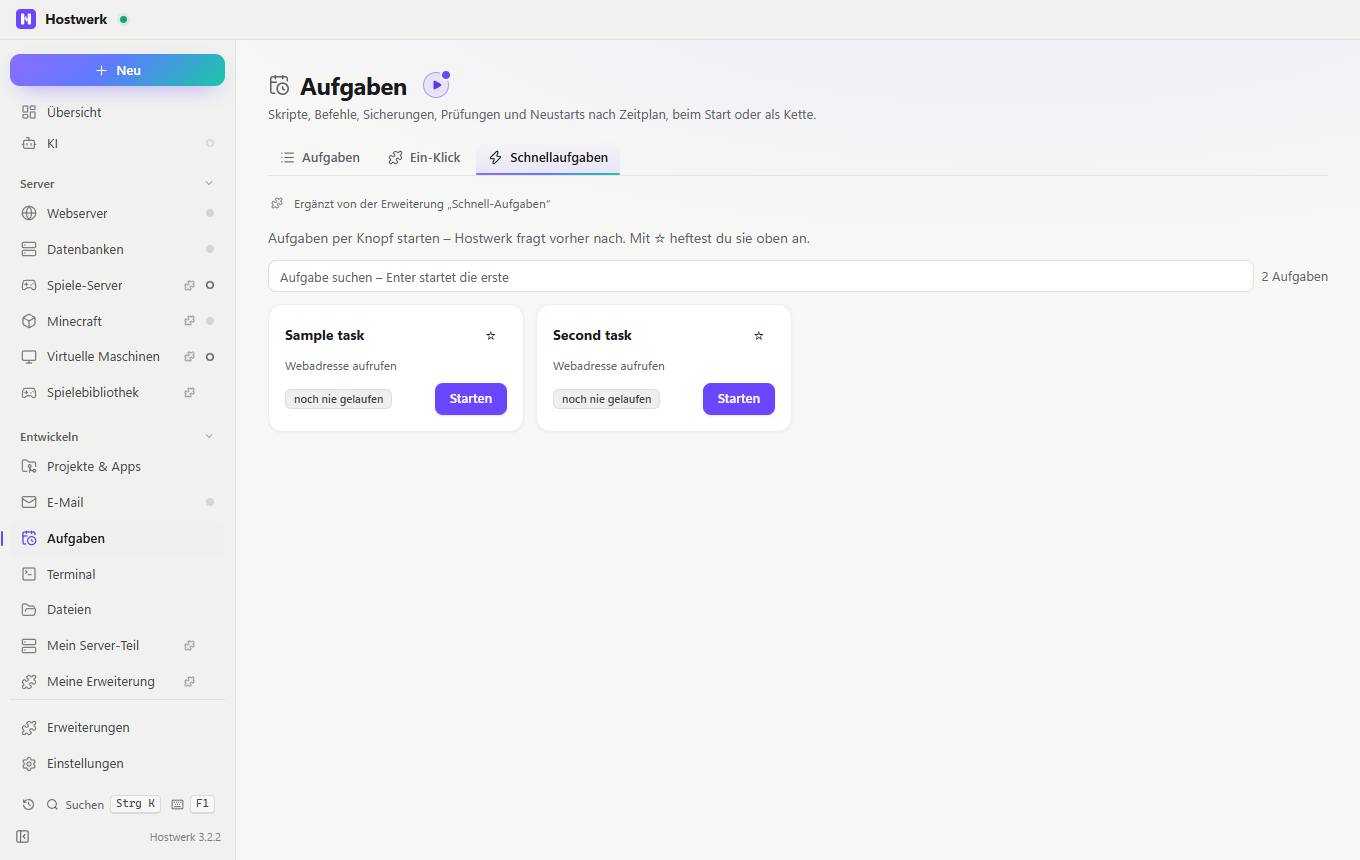 Hostwerk
Neu
Übersicht
KI
Server
Webserver
Datenbanken
Spiele-Server
Minecraft
Virtuelle Maschinen
Spielebibliothek
Entwickeln
Projekte & Apps
E-Mail
Aufgaben
Terminal
Dateien
Mein Server-Teil
Meine Erweiterung
Erweiterungen
Einstellungen
Suchen Strg K F1
Hostwerk 3.2.2
Aufgaben
Skripte, Befehle, Sicherungen, Prüfungen und Neustarts nach Zeitplan, beim Start oder als Kette.
Aufgaben Ein-Klick Schnellaufgaben
Ergänzt von der Erweiterung „Schnell-Aufgaben“
Aufgaben per Knopf starten – Hostwerk fragt vorher nach. Mit ☆ heftest du sie oben an.
Aufgabe suchen – Enter startet die erste
2 Aufgaben
Sample task ☆
Webadresse aufrufen
noch nie gelaufen Starten
Second task ☆
Webadresse aufrufen
noch nie gelaufen Starten